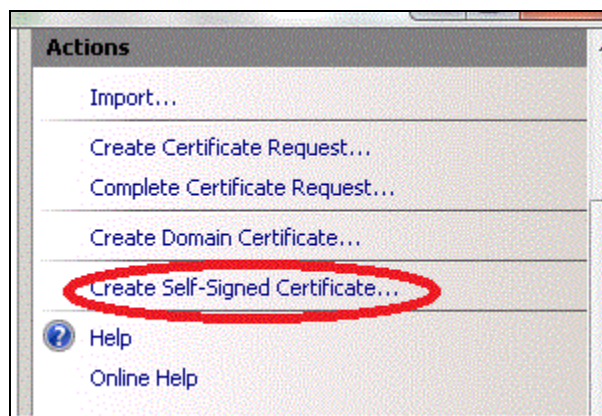 Actions
Import...
Create Certificate Request...
Complete Certificate Request...
Create Domain Certificate...
Create Self-Signed Certificate...
Help
Online Help